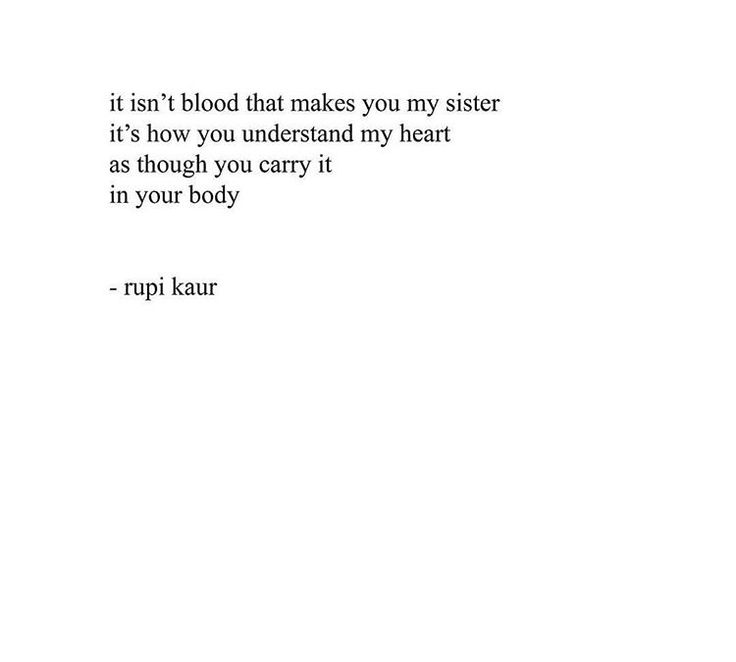 it isn’t blood that makes you my sister
it’s how you understand my heart
as though you carry it
in your body
- rupi kaur